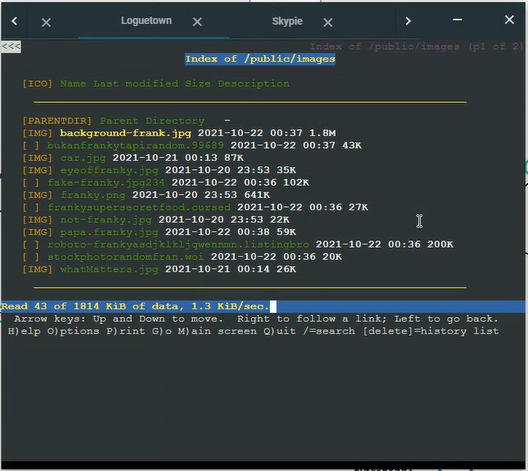 Loguetown Skypie
<<< Index of /public/images (p1 of 2)
Index of /public/images
[ICO] Name Last modified Size Description
[PARENTDIR] Parent Directory -
[IMG] background-frank.jpg 2021-10-22 00:37 1.8M
[ ] bukanfrankytapirandom.99689 2021-10-22 00:37 43K
[IMG] car.jpg 2021-10-21 00:13 87K
[IMG] eyeoffranky.jpg 2021-10-20 23:53 35K
[ ] fake-franky.jpg234 2021-10-22 00:36 102K
[IMG] franky.png 2021-10-20 23:53 641K
[ ] frankysupersecretfood.cursed 2021-10-22 00:36 27K
[IMG] not-franky.jpg 2021-10-20 23:53 22K
[IMG] papa.franky.jpg 2021-10-22 00:38 59K
[ ] roboto-frankyasdjklkljqwenmmn.listingbro 2021-10-22 00:36 200K
[ ] stockphotorandomfran.woi 2021-10-22 00:36 20K
[IMG] whatMatters.jpg 2021-10-21 00:14 26K
Read 43 of 1814 KiB of data, 1.3 KiB/sec.
Arrow keys: Up and Down to move. Right to follow a link; Left to go back.
H)elp O)ptions P)rint G)o M)ain screen Q)uit /=search [delete]=history list